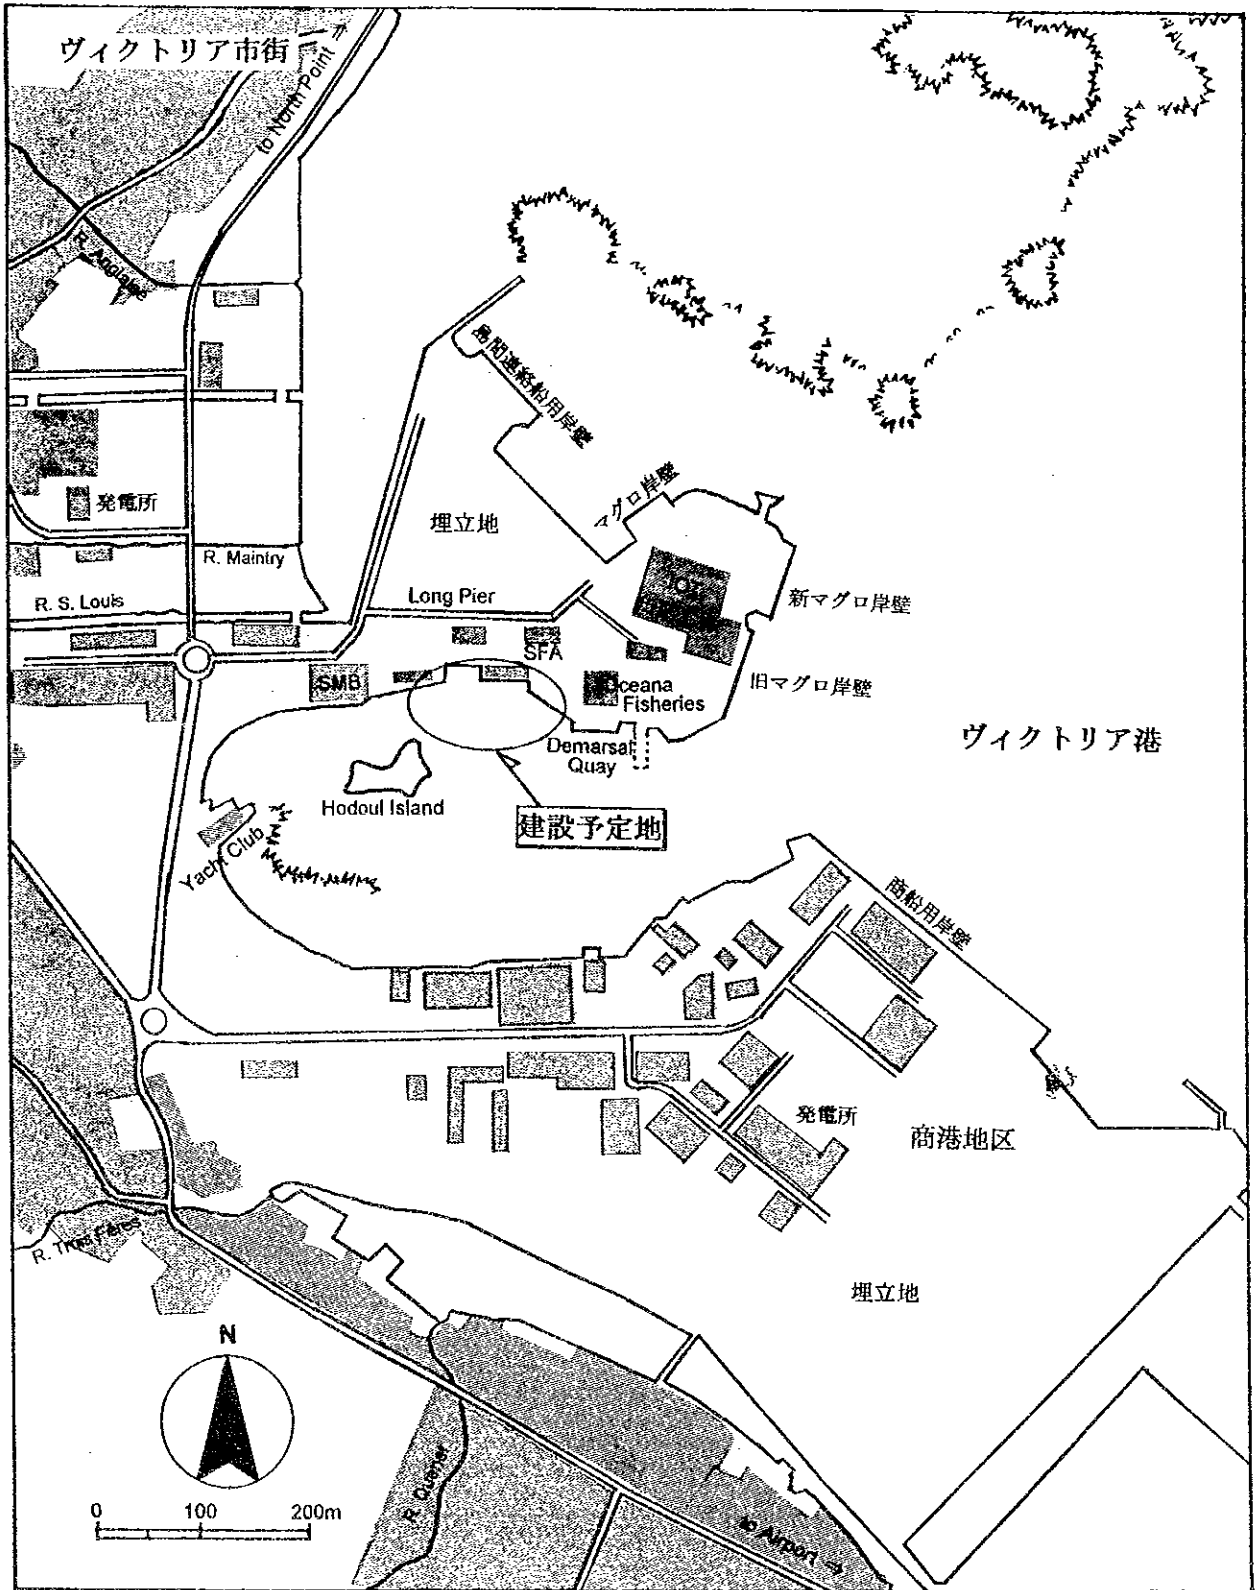 ヴィクトリア市街
to North Point
R. Anglaise
島間連絡船用岸壁
マグロ岸壁
発電所
埋立地
R. Maintry
R. S. Louis
Long Pier
新マグロ岸壁
SFA
SMB
Oceana
Fisheries
旧マグロ岸壁
Demarsal
Quay
ヴィクトリア港
Hodoul Island
建設予定地
Yacht Club
商船用岸壁
発電所
商港地区
R. Trois Fêres
埋立地
N
R. Quener
0 100 200m
to Airport